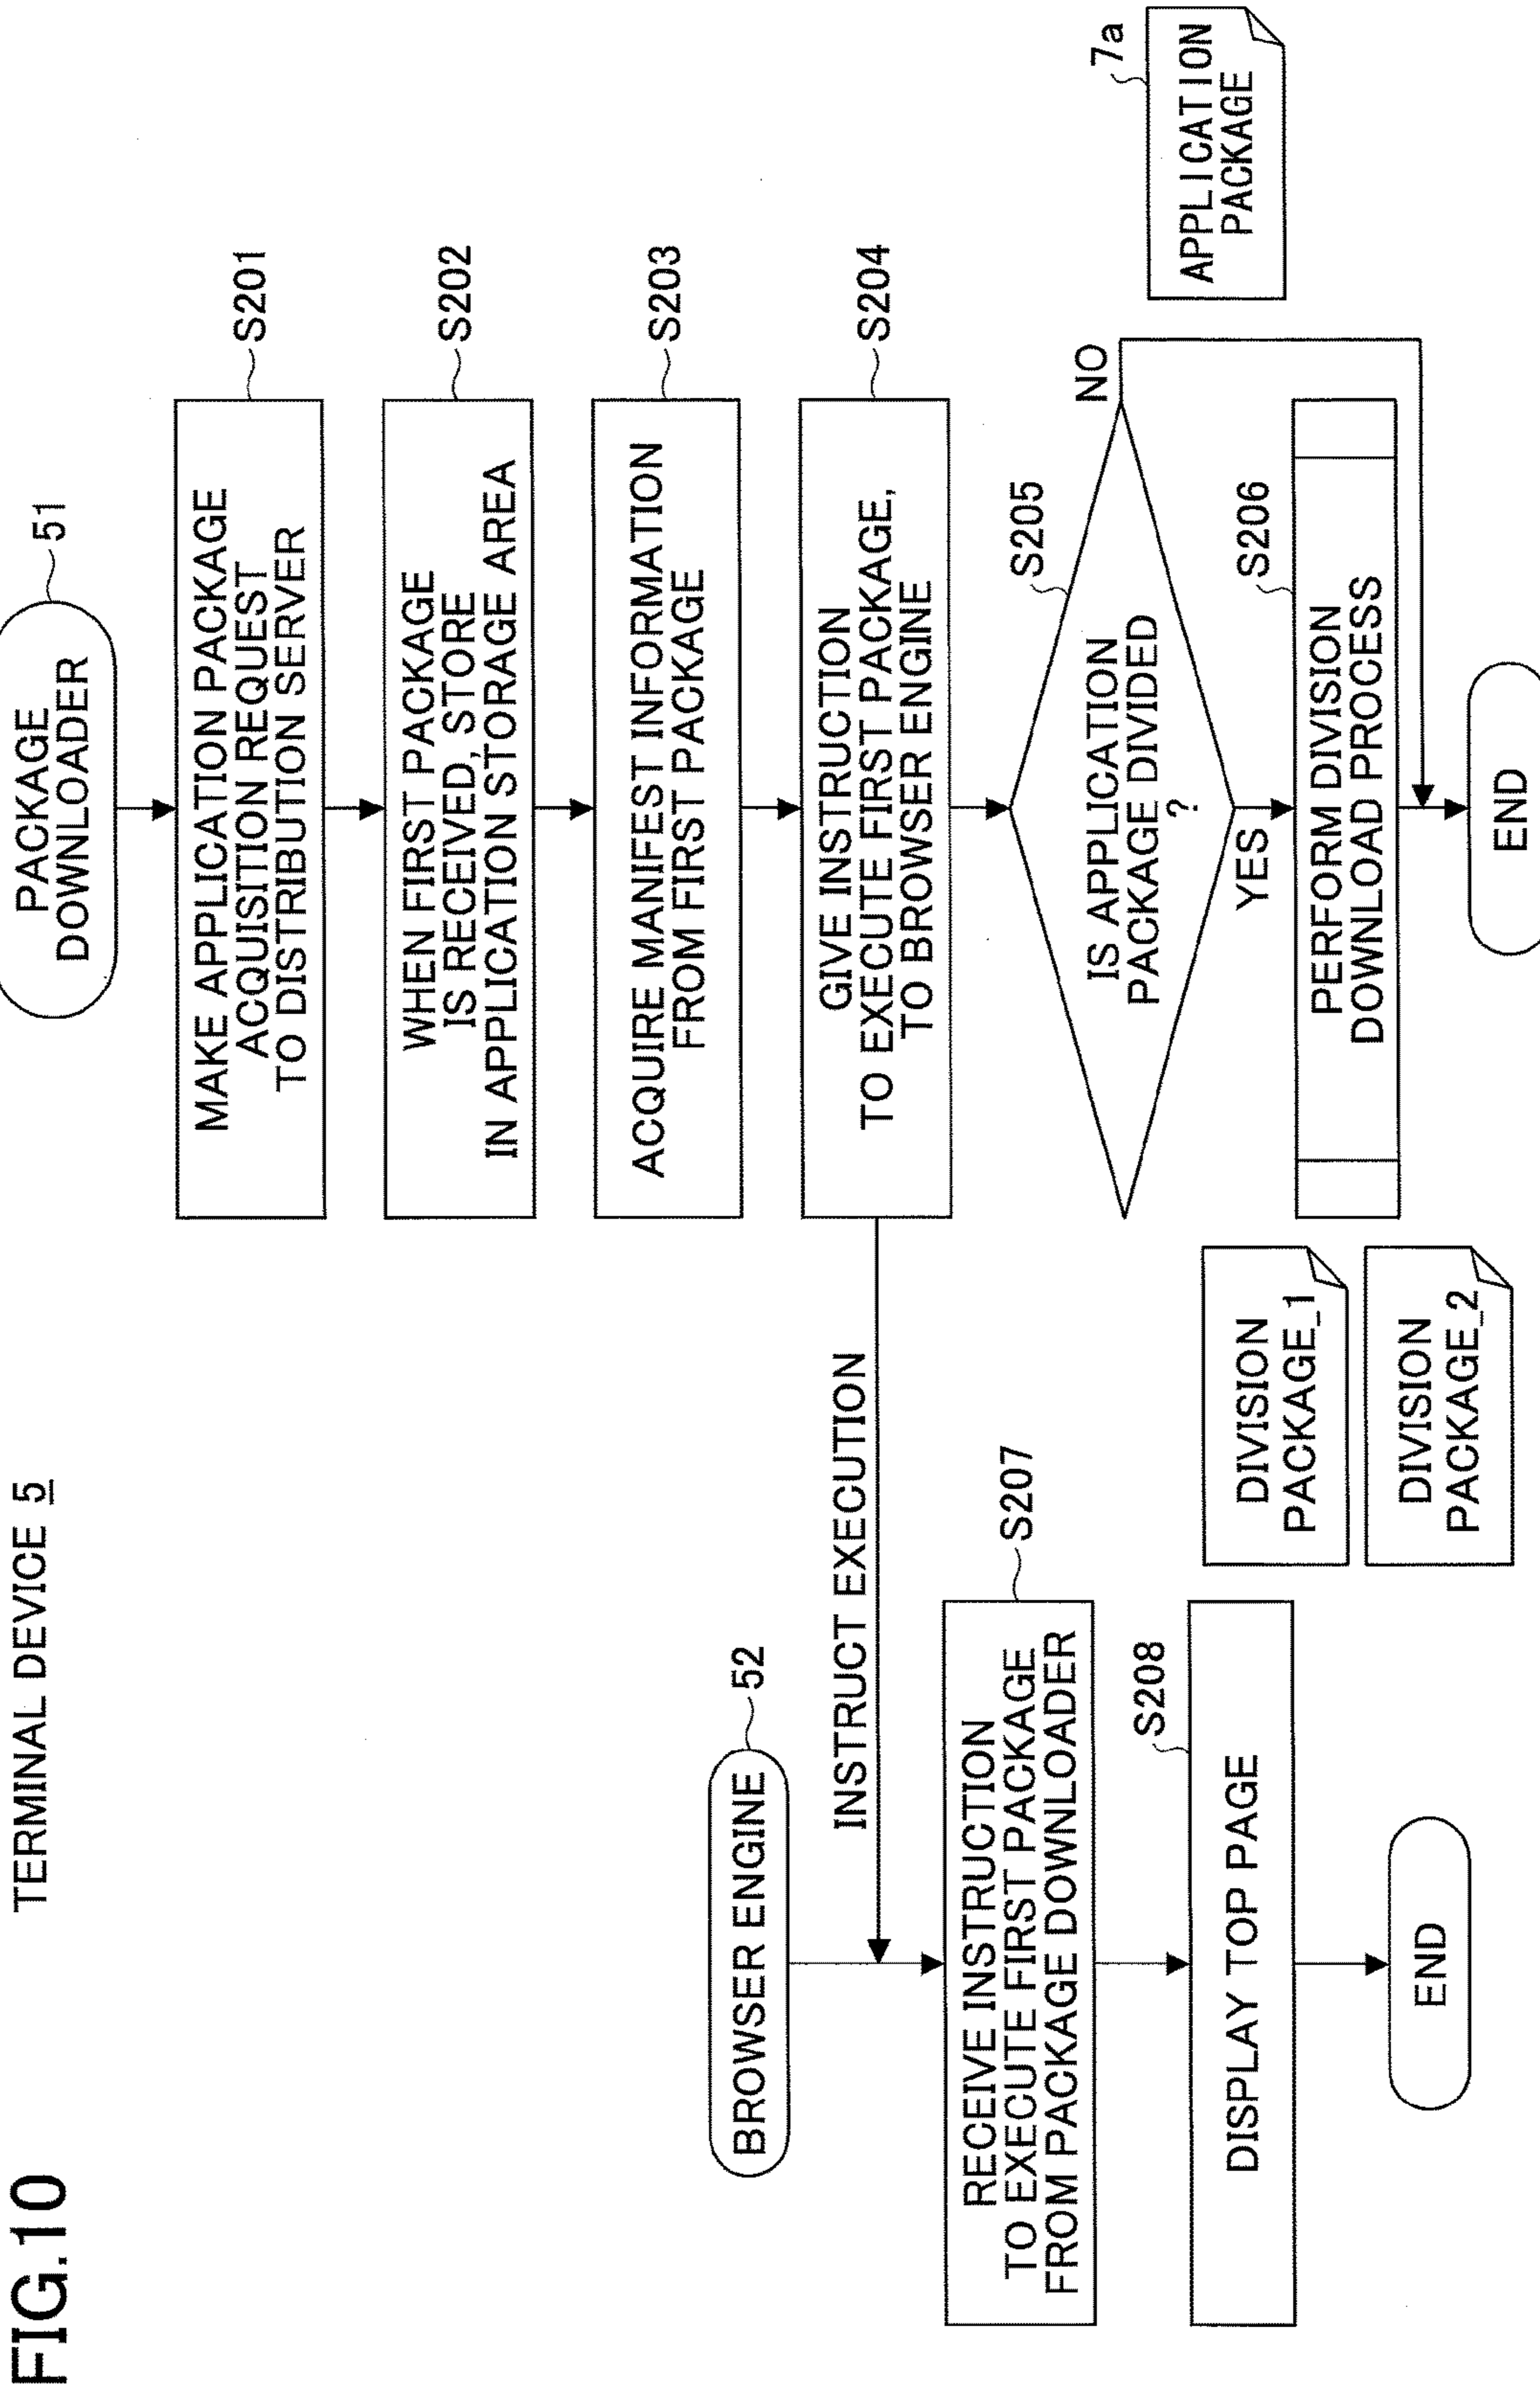 FIG.10
TERMINAL DEVICE 5
PACKAGE
DOWNLOADER
51
MAKE APPLICATION PACKAGE
ACQUISITION REQUEST
TO DISTRIBUTION SERVER
S201
WHEN FIRST PACKAGE
IS RECEIVED, STORE
IN APPLICATION STORAGE AREA
S202
ACQUIRE MANIFEST INFORMATION
FROM FIRST PACKAGE
S203
GIVE INSTRUCTION
TO EXECUTE FIRST PACKAGE,
TO BROWSER ENGINE
S204
BROWSER ENGINE
52
INSTRUCT EXECUTION
RECEIVE INSTRUCTION
TO EXECUTE FIRST PACKAGE
FROM PACKAGE DOWNLOADER
S207
S208
DISPLAY TOP PAGE
END
S205
IS APPLICATION
PACKAGE DIVIDED
?
NO
YES
7a
APPLICATION
PACKAGE
DIVISION
PACKAGE_1
DIVISION
PACKAGE_2
S206
PERFORM DIVISION
DOWNLOAD PROCESS
END